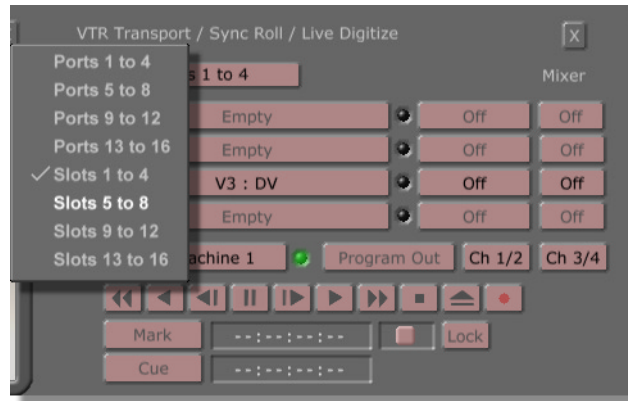 VTR Transport / Sync Roll / Live Digitize X
Ports 1 to 4
Ports 5 to 8
Ports 9 to 12
Ports 13 to 16
Slots 1 to 4
Slots 5 to 8
Slots 9 to 12
Slots 13 to 16
s 1 to 4 Mixer
Empty Off Off
Empty Off Off
V3 : DV Off Off
Empty Off Off
achine 1 Program Out Ch 1/2 Ch 3/4
Mark --:--:--:-- Lock
Cue --:--:--:--